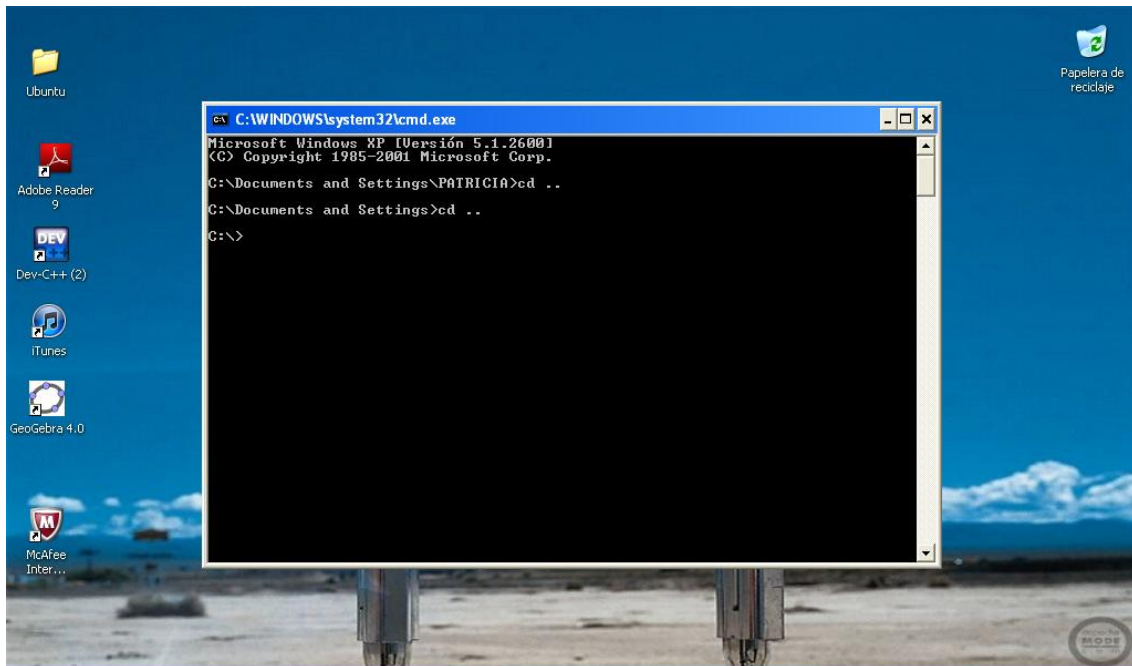 Ubuntu
Adobe Reader
9
DEV
C++
Dev-C++ (2)
iTunes
GeoGebra 4.0
M
McAfee
Inter...
Papelera de
reciclaje
C:\WINDOWS\system32\cmd.exe
Microsoft Windows XP [Versión 5.1.2600]
(C) Copyright 1985-2001 Microsoft Corp.
C:\Documents and Settings\PATRICIA>cd ..
C:\Documents and Settings>cd ..
C:\>
depeche
MODE